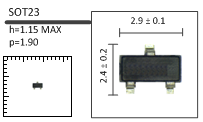 SOT23
h=1.15 MAX
p=1.90
2.9 ± 0.1
2.4 ± 0.2